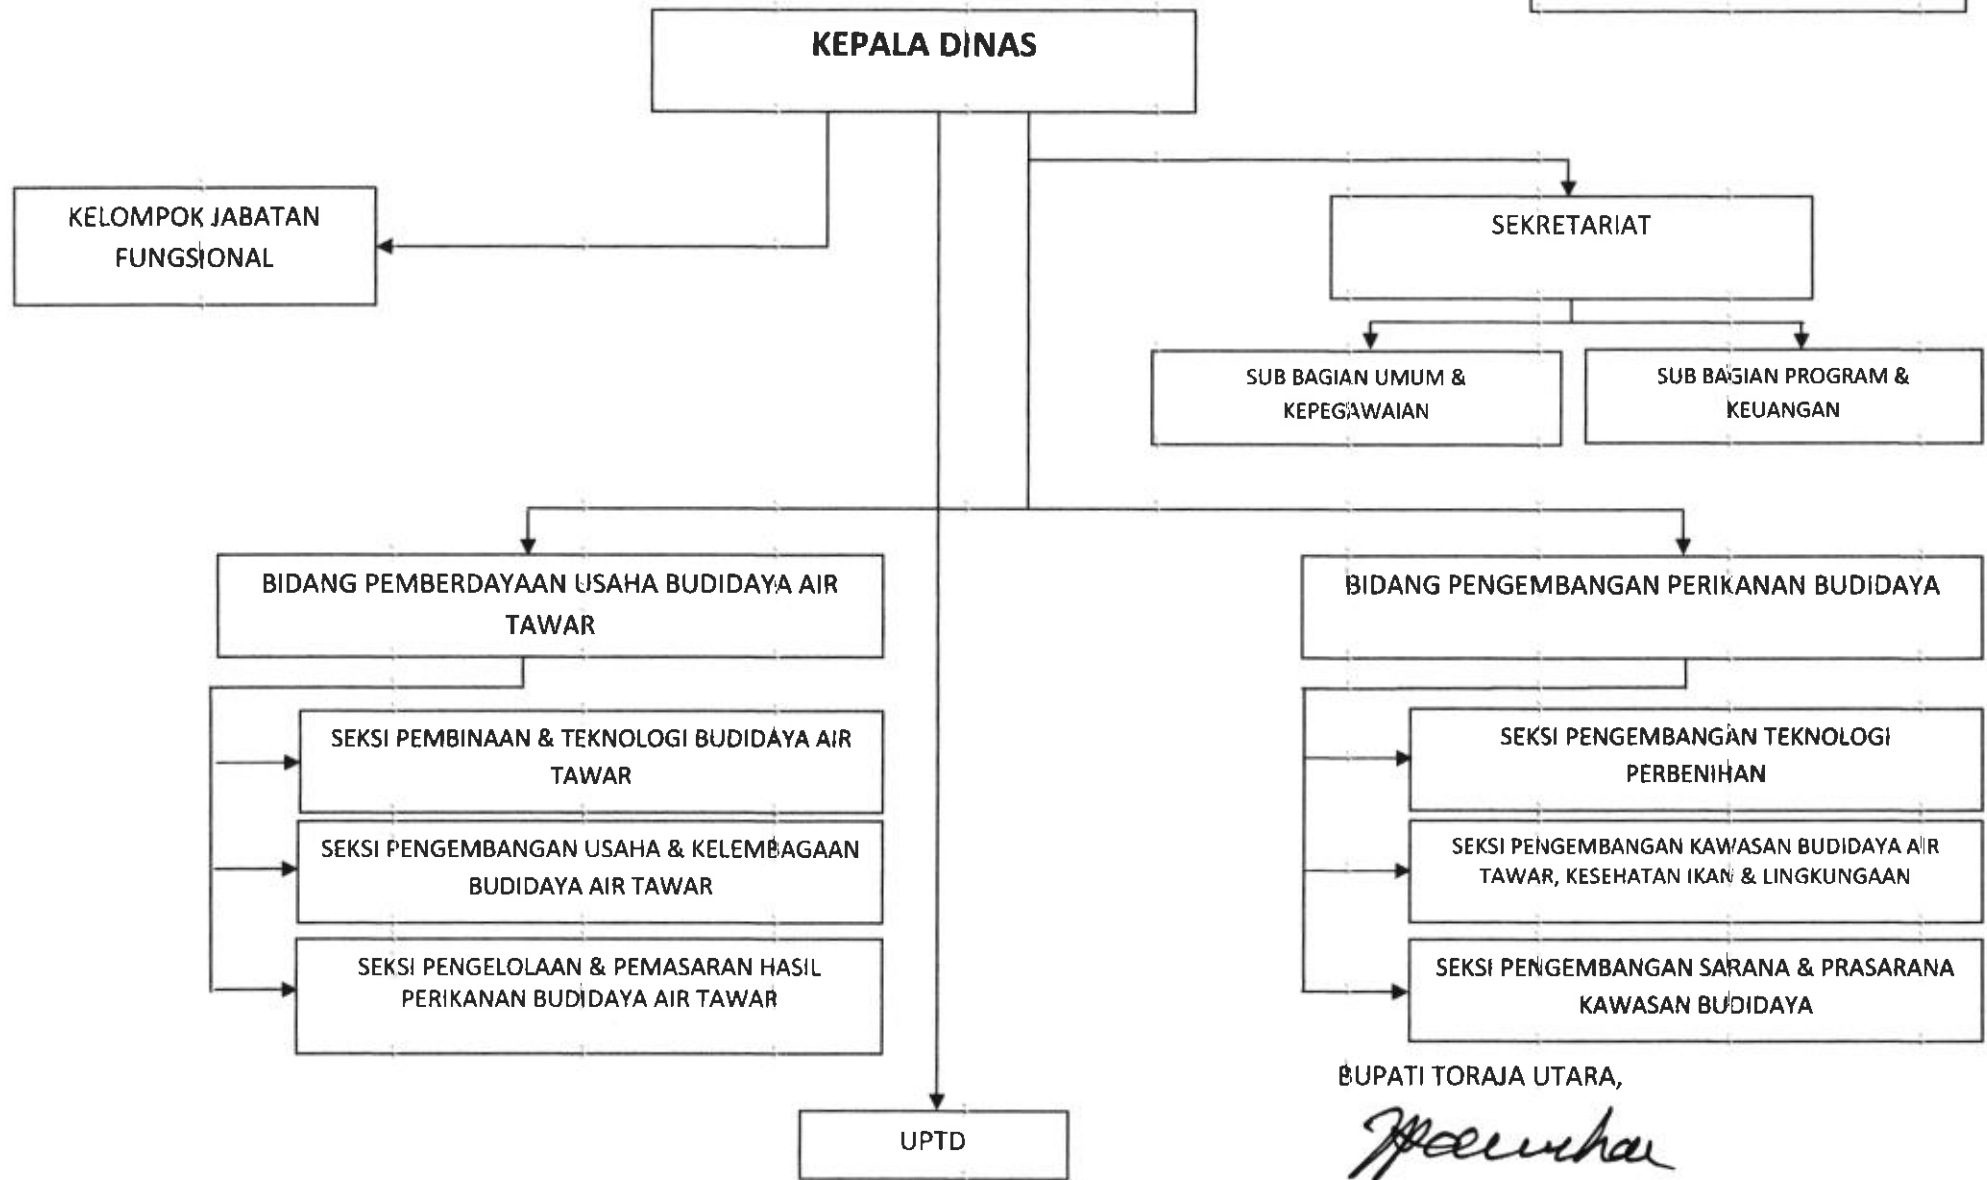 KEPALA DINAS
KELOMPOK JABATAN
FUNGSIONAL
SEKRETARIAT
SUB BAGIAN UMUM &
KEPEGAWAIAN
SUB BAGIAN PROGRAM &
KEUANGAN
BIDANG PEMBERDAYAAN USAHA BUDIDAYA AIR
TAWAR
BIDANG PENGEMBANGAN PERIKANAN BUDIDAYA
SEKSI PEMBINAAN & TEKNOLOGI BUDIDAYA AIR
TAWAR
SEKSI PENGEMBANGAN USAHA & KELEMBAGAAN
BUDIDAYA AIR TAWAR
SEKSI PENGELOLAAN & PEMASARAN HASIL
PERIKANAN BUDIDAYA AIR TAWAR
SEKSI PENGEMBANGAN TEKNOLOGI
PERBENIHAN
SEKSI PENGEMBANGAN KAWASAN BUDIDAYA AIR
TAWAR, KESEHATAN IKAN & LINGKUNGAAN
SEKSI PENGEMBANGAN SARANA & PRASARANA
KAWASAN BUDIDAYA
UPTD
BUPATI TORAJA UTARA,